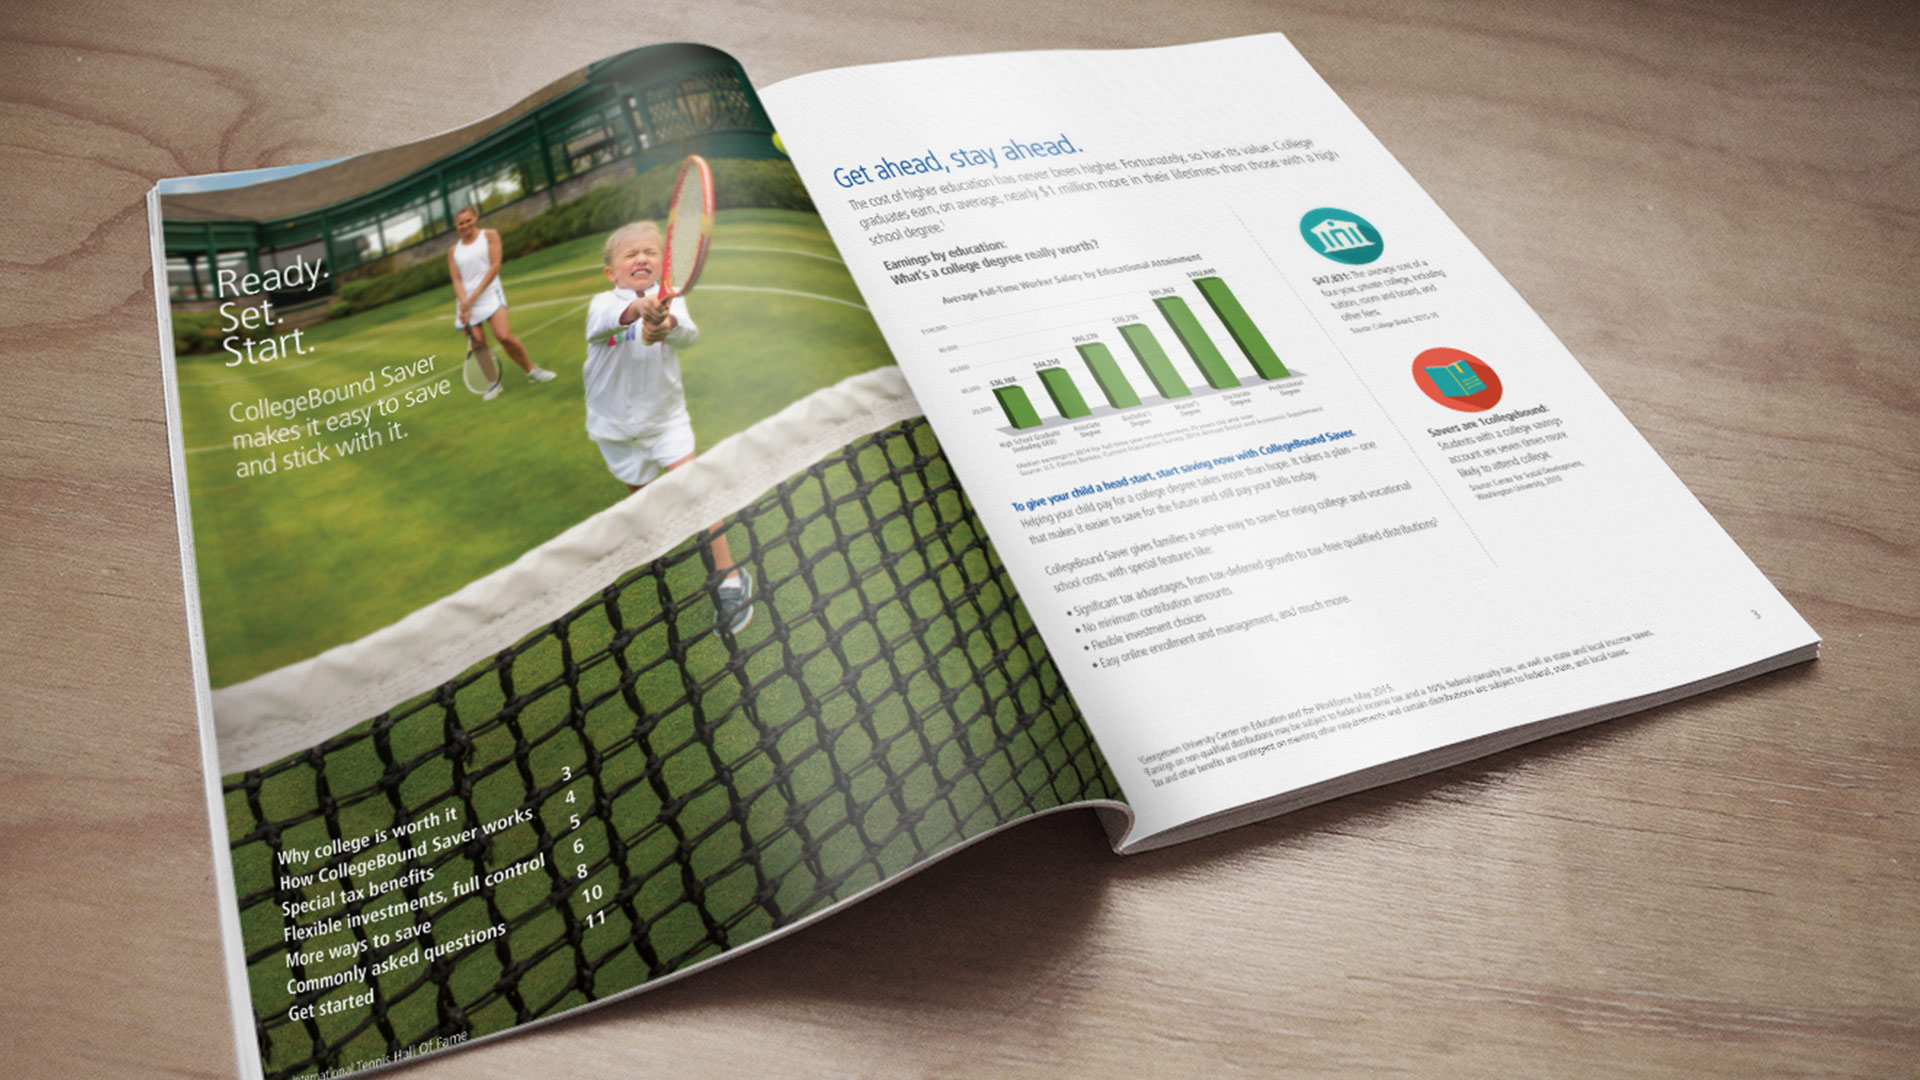 Ready.
Set.
Start.
CollegeBound Saver
makes it easy to save
and stick with it.
Why college is worth it 3
How CollegeBound Saver works 4
Special tax benefits 5
Flexible investments, full control 6
More ways to save 8
Commonly asked questions 10
Get started 11
International Tennis Hall Of Fame
Get ahead, stay ahead.
The cost of higher education has never been higher. Fortunately, so has its value. College
graduates earn, on average, nearly $1 million more in their lifetimes than those with a high
school degree.1
Earnings by education:
What's a college degree really worth?
Average Full-Time Worker Salary by Educational Attainment
$100,000
80,000
60,000
40,000
20,000
$44,250
High School Graduate
(including GED)
Associate
Degree
Bachelor's
Degree
Master's
Degree
Doctorate
Degree
Professional
Degree
Median earnings in 2014 for full-time year-round workers 25 years old and over.
Source: U.S. Census Bureau, Current Population Survey, 2014 Annual Social and Economic Supplement
To give your child a head start, start saving now with CollegeBound Saver.
Helping your child pay for a college degree takes more than hope. It takes a plan – one
that makes it easier to save for the future and still pay your bills today.
CollegeBound Saver gives families a simple way to save for rising college and vocational
school costs, with special features like:
• Significant tax advantages, from tax-deferred growth to tax-free qualified distributions2
• No minimum contribution amounts
• Flexible investment choices
• Easy online enrollment and management, and much more.
$47,831: The average cost of a
four-year, private college, including
tuition, room and board, and
other fees.
Source: College Board, 2015-16
Savers are 1collegebound:
Students with a college savings
account are seven times more
likely to attend college.
Source: Center for Social Development,
Washington University, 2010
1Georgetown University Center on Education and the Workforce, May 2015.
2Earnings on non-qualified distributions may be subject to federal income tax and a 10% federal penalty tax, as well as state and local income taxes.
Tax and other benefits are contingent on meeting other requirements and certain distributions are subject to federal, state, and local taxes.
3